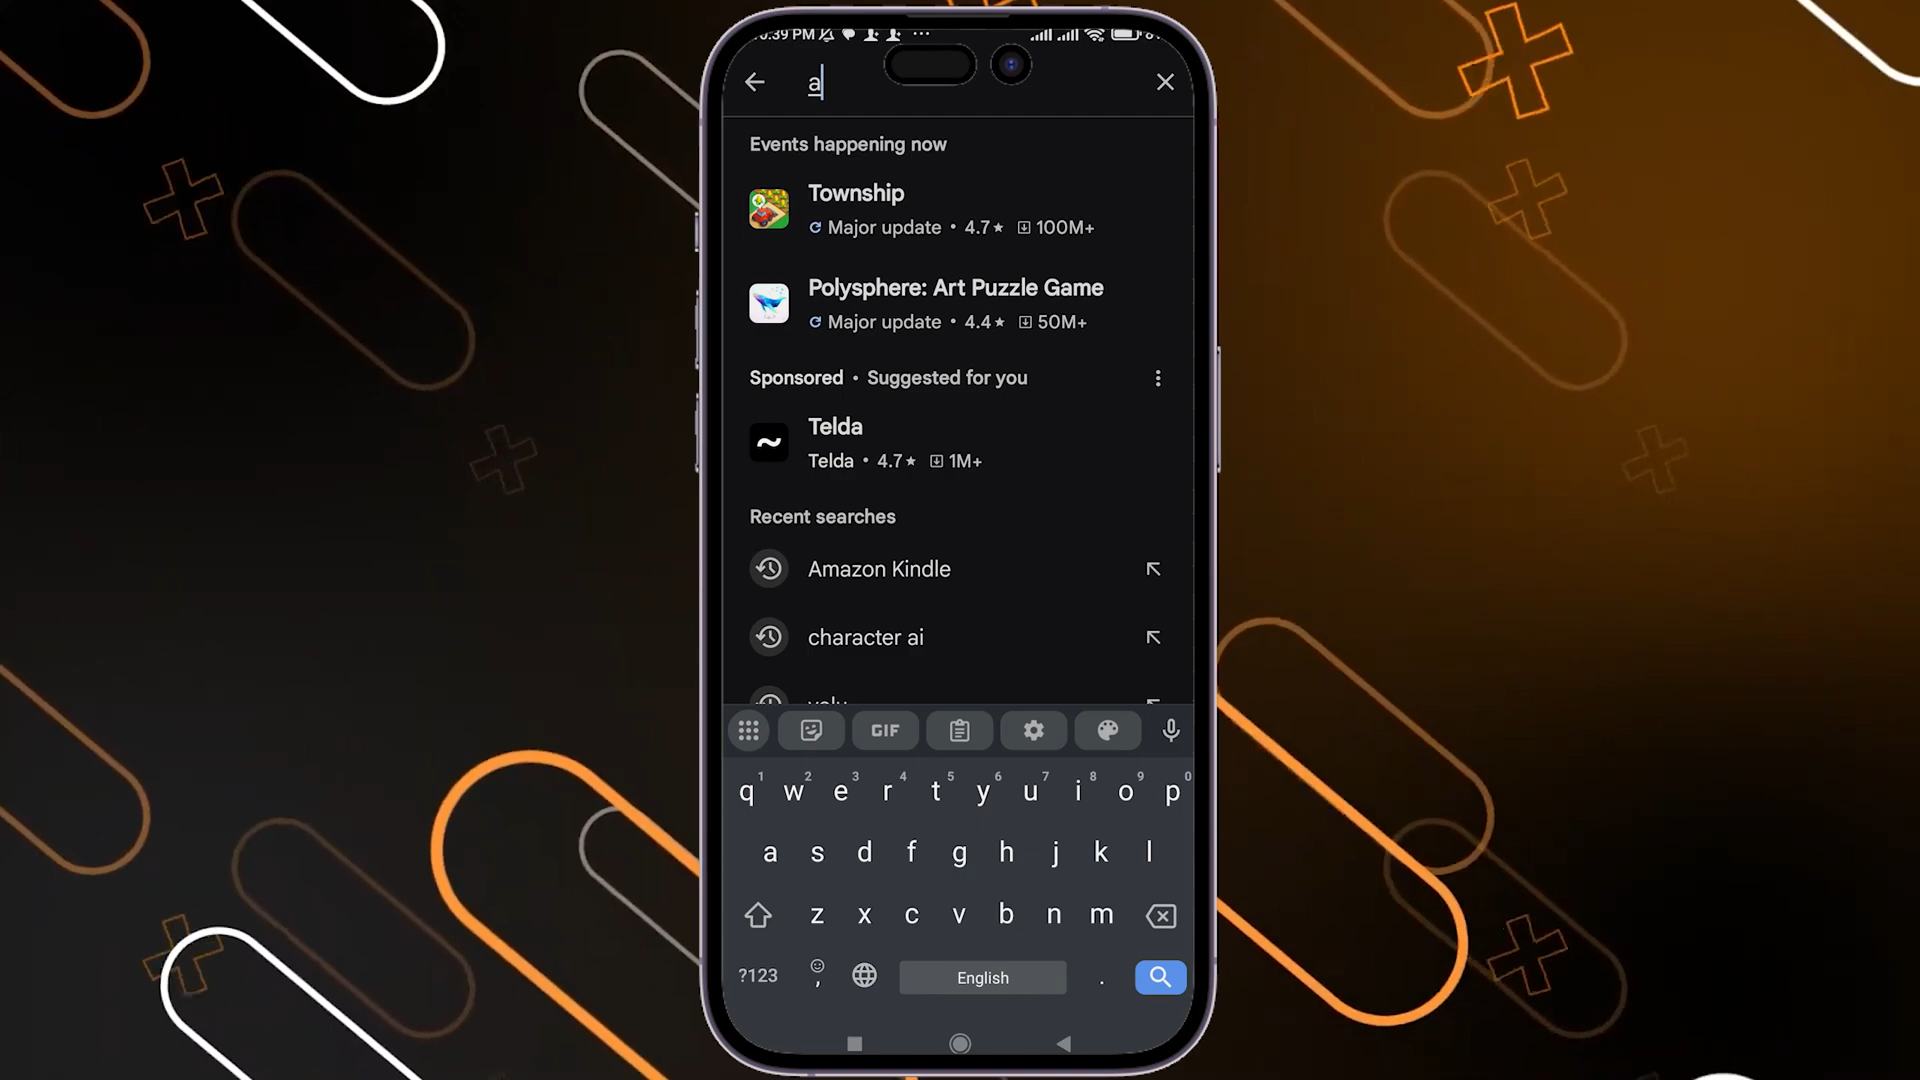 :39 PM
a
Events happening now
Township
Major update • 4.7★ 100M+
Polysphere: Art Puzzle Game
Major update • 4.4★ 50M+
Sponsored • Suggested for you
Telda
Telda • 4.7★ 1M+
Recent searches
Amazon Kindle
character ai
GIF
1 2 3 4 5 6 7 8 9 0
q w e r t y u i o p
a s d f g h j k l
z x c v b n m
?123 , English .